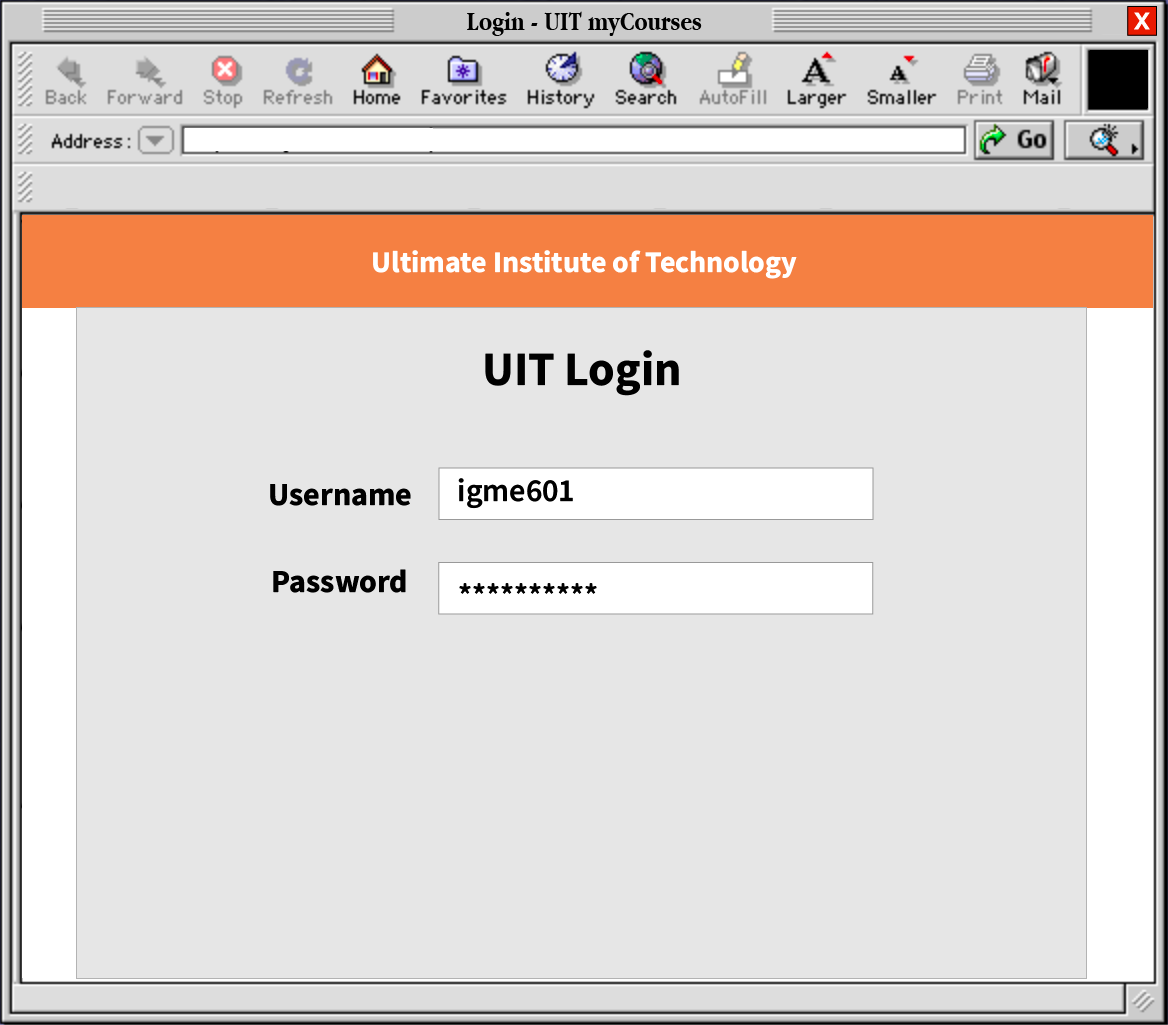 Login - UIT myCourses
X
Back Forward Stop Refresh Home Favorites History Search AutoFill Larger Smaller Print Mail
Address: Go
Ultimate Institute of Technology
UIT Login
Username igme601
Password **********